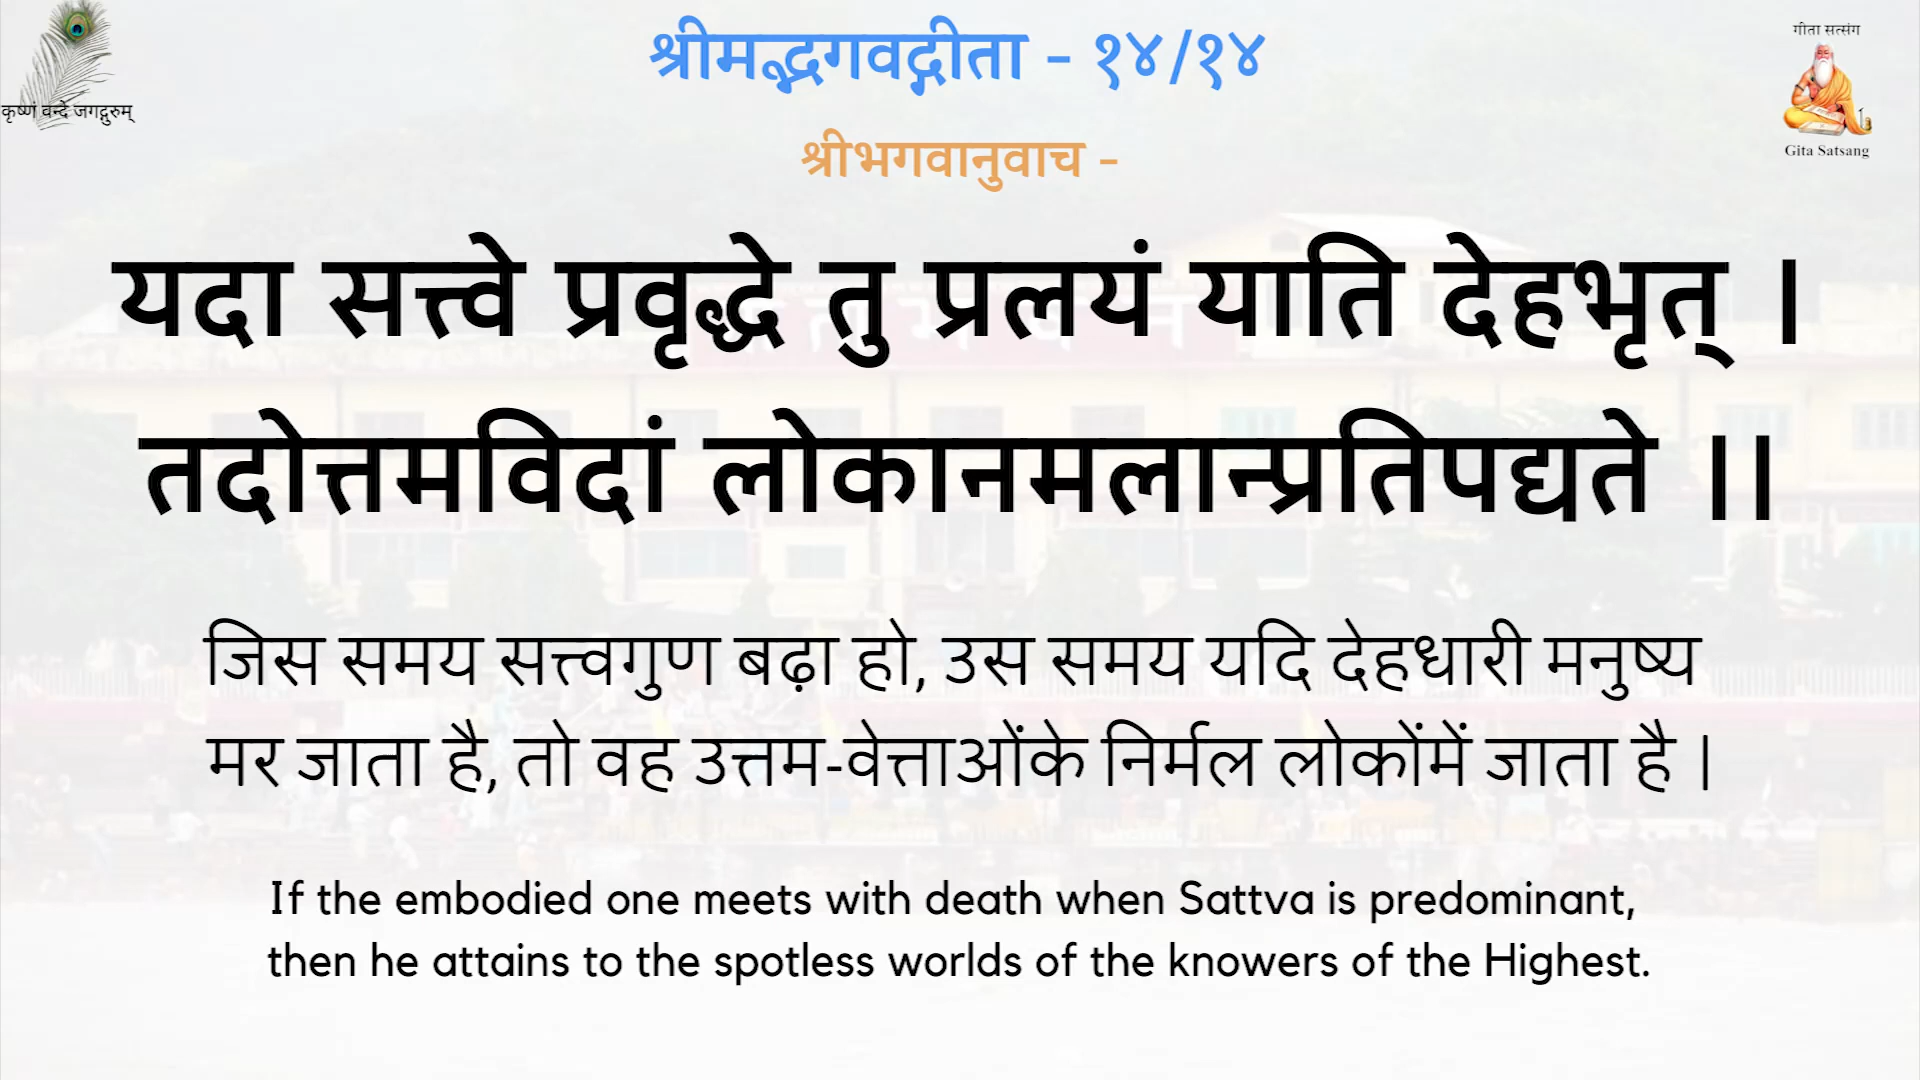 श्रीमद्भगवद्गीता - १४/१४
गीता सत्संग
कृष्णं वन्दे जगद्गुरुम्
Gita Satsang
श्रीभगवानुवाच -
यदा सत्त्वे प्रवृद्धे तु प्रलयं याति देहभृत् ।
तदोत्तमविदां लोकानमलान्प्रतिपद्यते ।।
जिस समय सत्त्वगुण बढ़ा हो, उस समय यदि देहधारी मनुष्य
मर जाता है, तो वह उत्तम-वेत्ताओंके निर्मल लोकोंमें जाता है |
If the embodied one meets with death when Sattva is predominant,
then he attains to the spotless worlds of the knowers of the Highest.